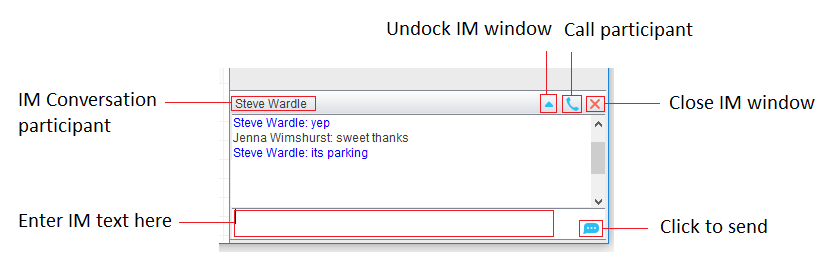 Undock IM window
Call participant
IM Conversation
participant
Steve Wardle
Close IM window
Steve Wardle: yep
Jenna Wimshurst: sweet thanks
Steve Wardle: its parking
Enter IM text here
Click to send